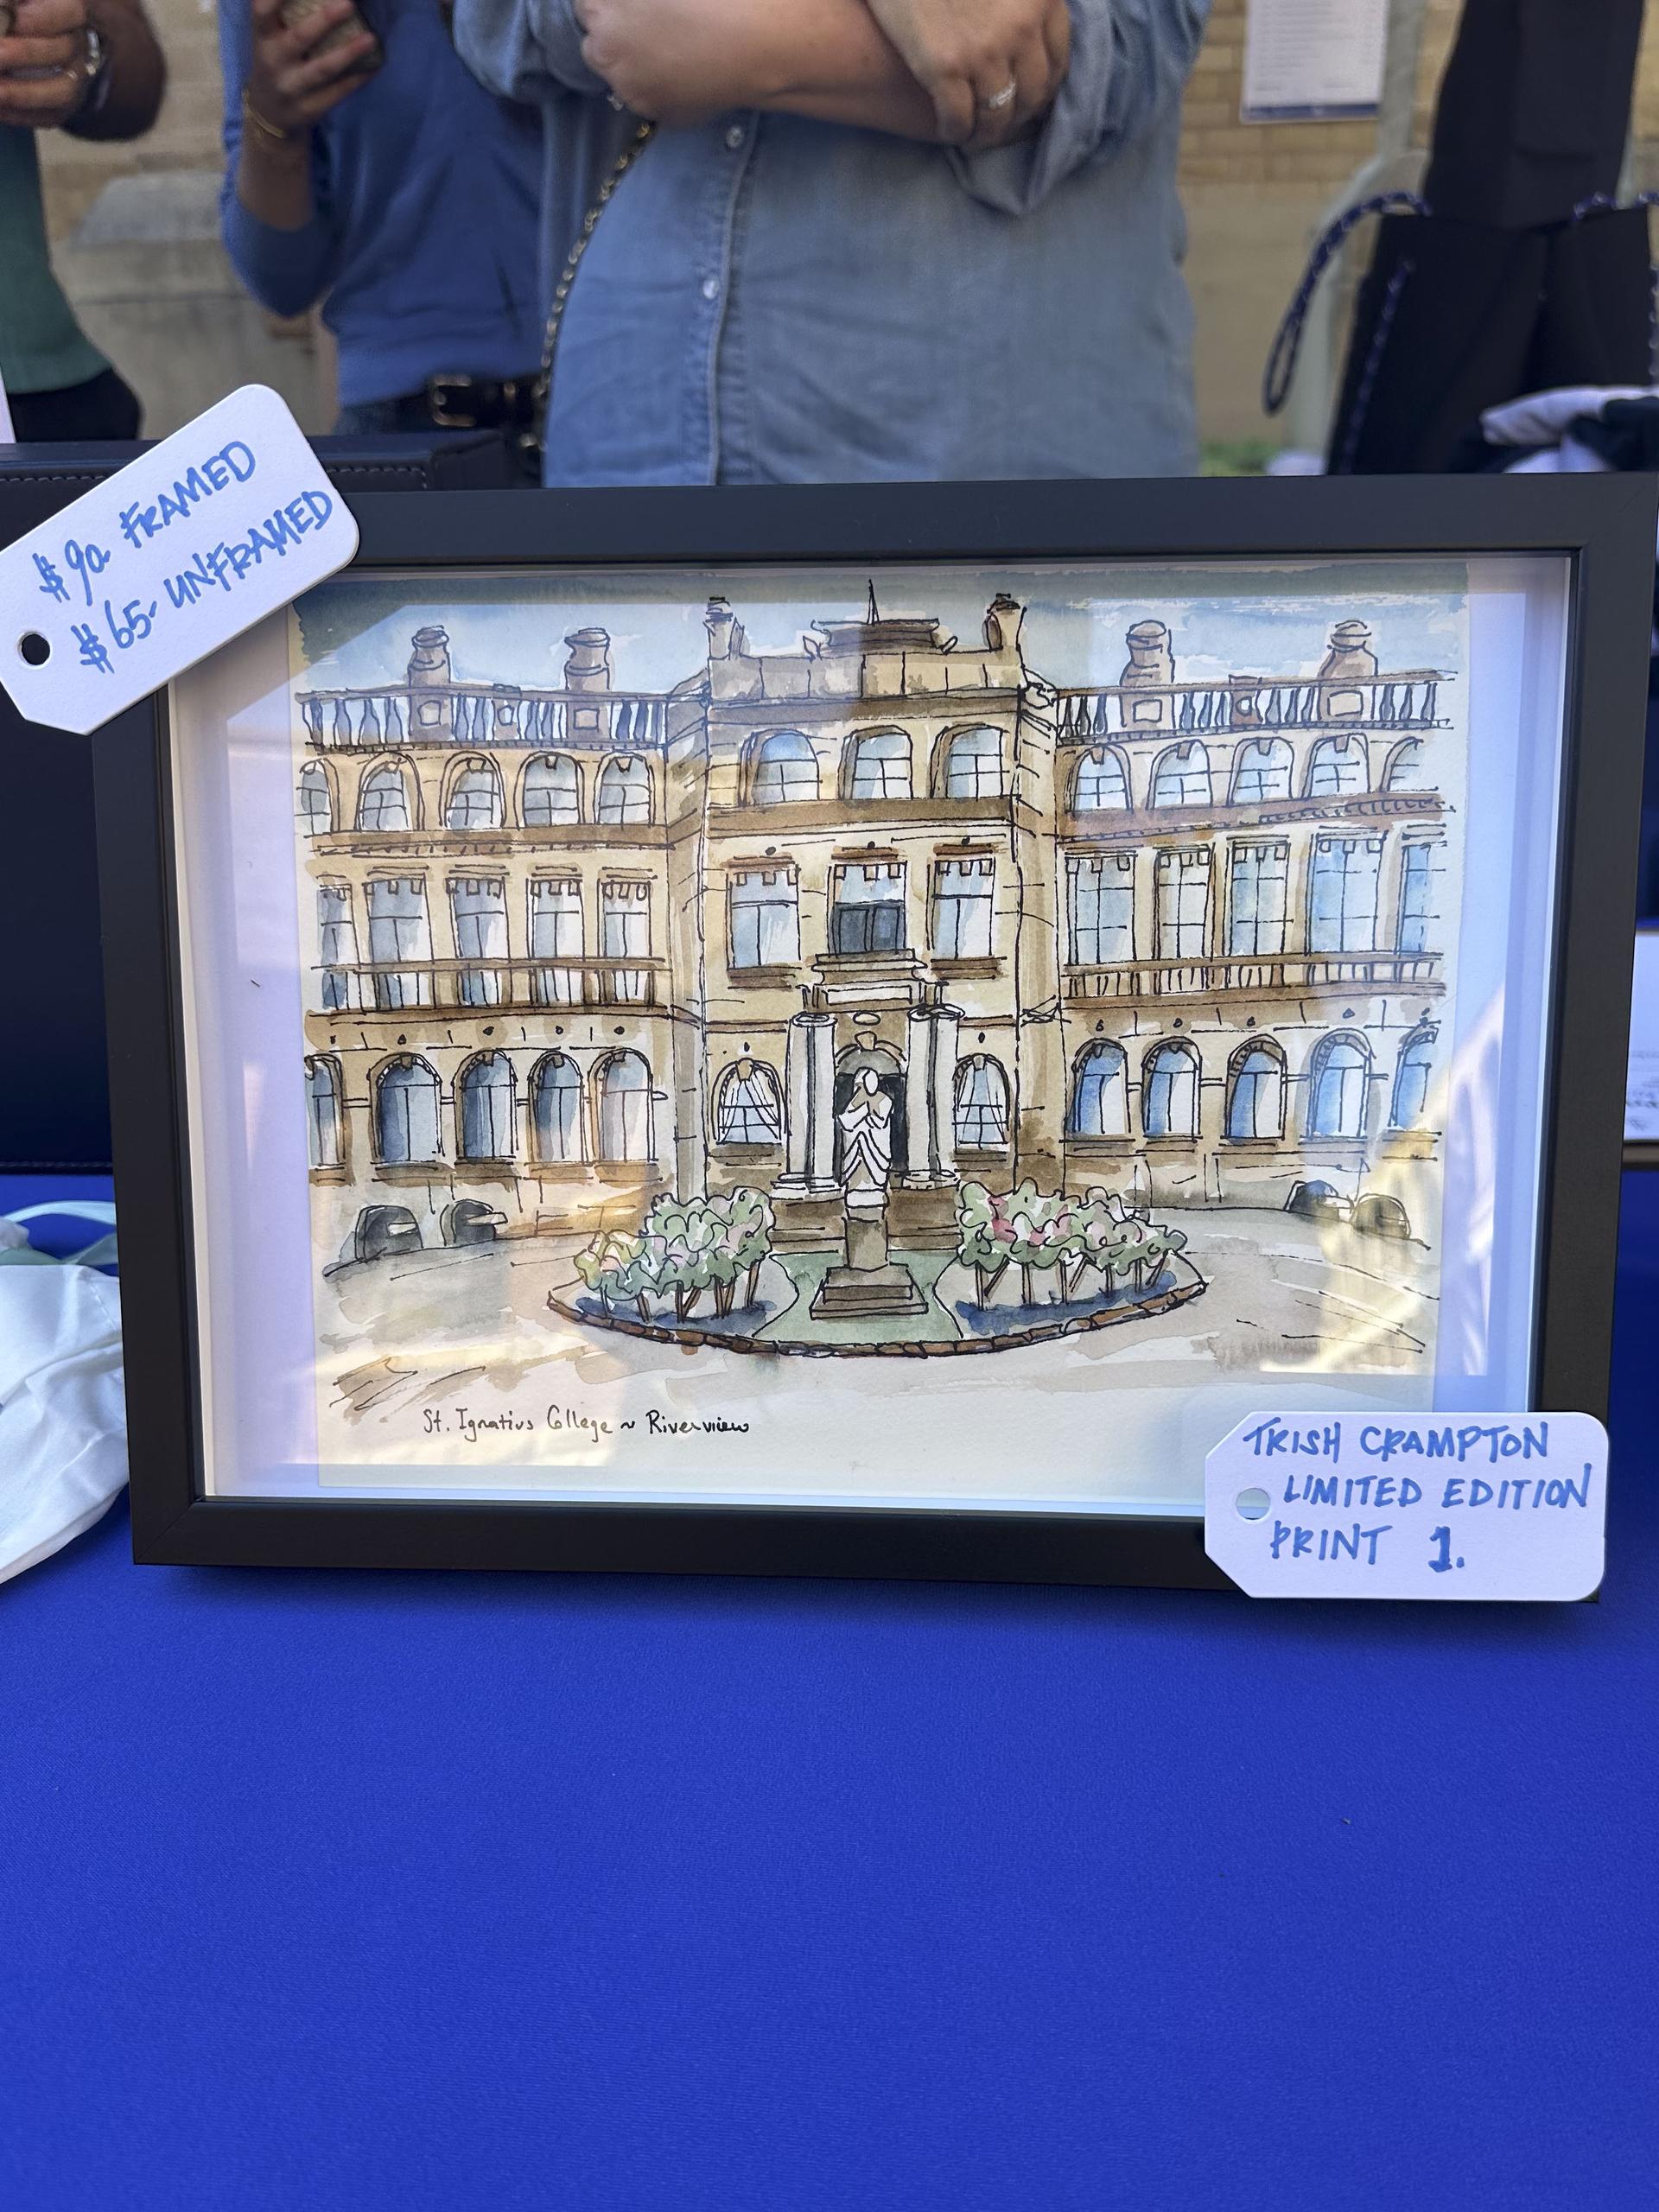 $90 FRAMED
$65- UNFRAMED
St. Ignatius College ~ Riverview
TRISH CRAMPTON
LIMITED EDITION
PRINT 1.